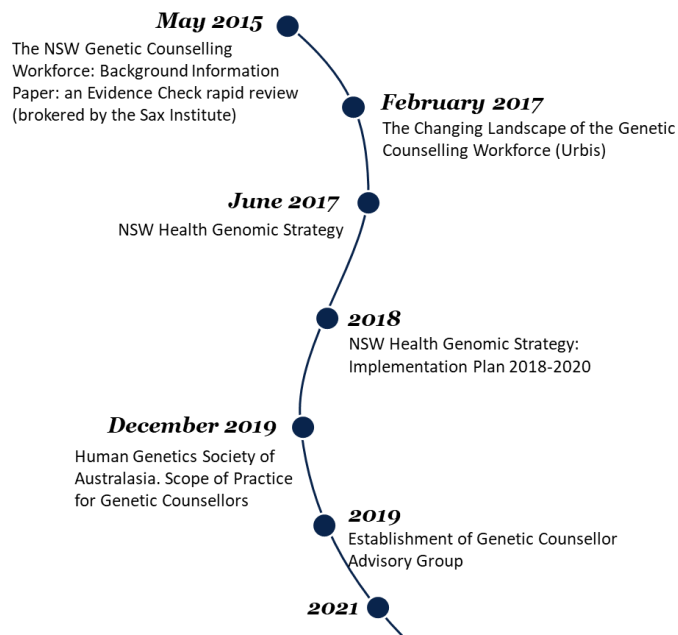 May 2015
The NSW Genetic Counselling
Workforce: Background Information
Paper: an Evidence Check rapid review
(brokered by the Sax Institute)
February 2017
The Changing Landscape of the Genetic
Counselling Workforce (Urbis)
June 2017
NSW Health Genomic Strategy
2018
NSW Health Genomic Strategy:
Implementation Plan 2018-2020
December 2019
Human Genetics Society of
Australasia. Scope of Practice
for Genetic Counsellors
2019
Establishment of Genetic Counsellor
Advisory Group
2021